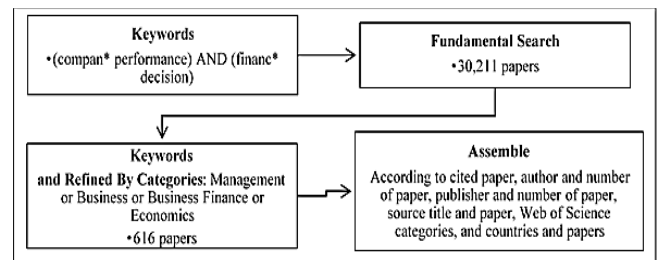 Keywords
•(compan* performance) AND (financ*
decision)
Fundamental Search
•30,211 papers
Keywords
and Refined By Categories: Management
or Business or Business Finance or
Economics
•616 papers
Assemble
According to cited paper, author and number
of paper, publisher and number of paper,
source title and paper, Web of Science
categories, and countries and papers